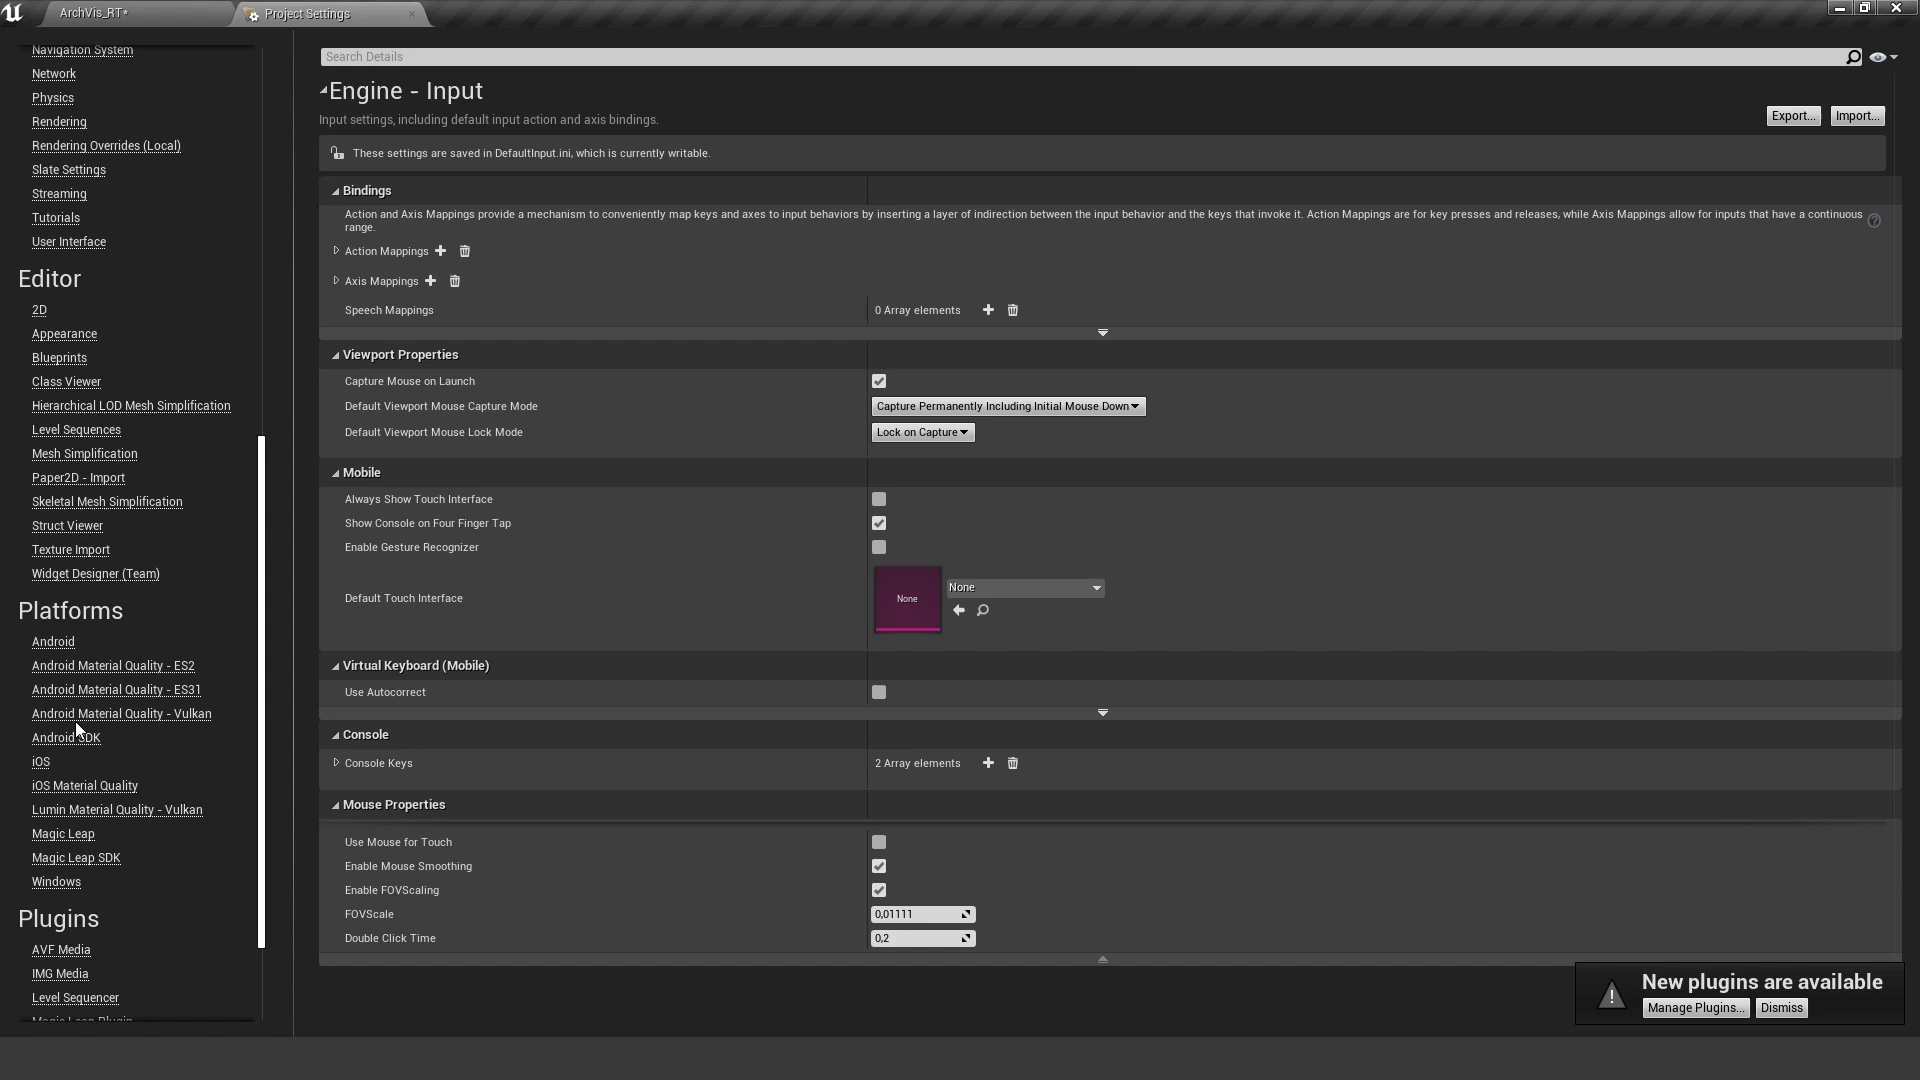 ArchVis_RT*
Project Settings
Navigation System
Network
Physics
Rendering
Rendering Overrides (Local)
Slate Settings
Streaming
Tutorials
User Interface
Editor
2D
Appearance
Blueprints
Class Viewer
Hierarchical LOD Mesh Simplification
Level Sequences
Mesh Simplification
Paper2D - Import
Skeletal Mesh Simplification
Struct Viewer
Texture Import
Widget Designer (Team)
Platforms
Android
Android Material Quality - ES2
Android Material Quality - ES31
Android Material Quality - Vulkan
Android SDK
iOS
iOS Material Quality
Lumin Material Quality - Vulkan
Magic Leap
Magic Leap SDK
Windows
Plugins
AVF Media
IMG Media
Level Sequencer
Magic Leap Plugin
Search Details
Engine - Input
Input settings, including default input action and axis bindings.
Export...
Import...
These settings are saved in DefaultInput.ini, which is currently writable.
Bindings
Action and Axis Mappings provide a mechanism to conveniently map keys and axes to input behaviors by inserting a layer of indirection between the input behavior and the keys that invoke it. Action Mappings are for key presses and releases, while Axis Mappings allow for inputs that have a continuous
range.
Action Mappings
Axis Mappings
Speech Mappings
0 Array elements
Viewport Properties
Capture Mouse on Launch
Default Viewport Mouse Capture Mode
Capture Permanently Including Initial Mouse Down
Default Viewport Mouse Lock Mode
Lock on Capture
Mobile
Always Show Touch Interface
Show Console on Four Finger Tap
Enable Gesture Recognizer
Default Touch Interface
None
None
Virtual Keyboard (Mobile)
Use Autocorrect
Console
Console Keys
2 Array elements
Mouse Properties
Use Mouse for Touch
Enable Mouse Smoothing
Enable FOVScaling
FOVScale
0,01111
Double Click Time
0,2
New plugins are available
Manage Plugins...
Dismiss